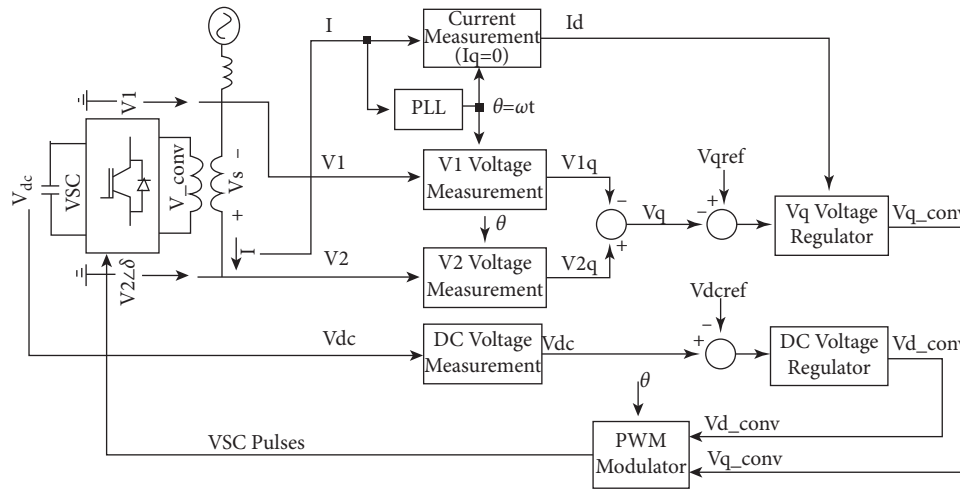 I
Current
Measurement
(Iq=0)
Id
PLL
θ=ωt
V1
V1
V1 Voltage
Measurement
V1q
Vqref
V_dc
VSC
V_conv
Vs
−
+
I
θ
−
+
Vq
−
+
Vq Voltage
Regulator
Vq_conv
V2∠δ
V2
V2 Voltage
Measurement
V2q
Vdcref
Vdc
DC Voltage
Measurement
Vdc
+
−
DC Voltage
Regulator
Vd_conv
θ
VSC Pulses
PWM
Modulator
Vd_conv
Vq_conv